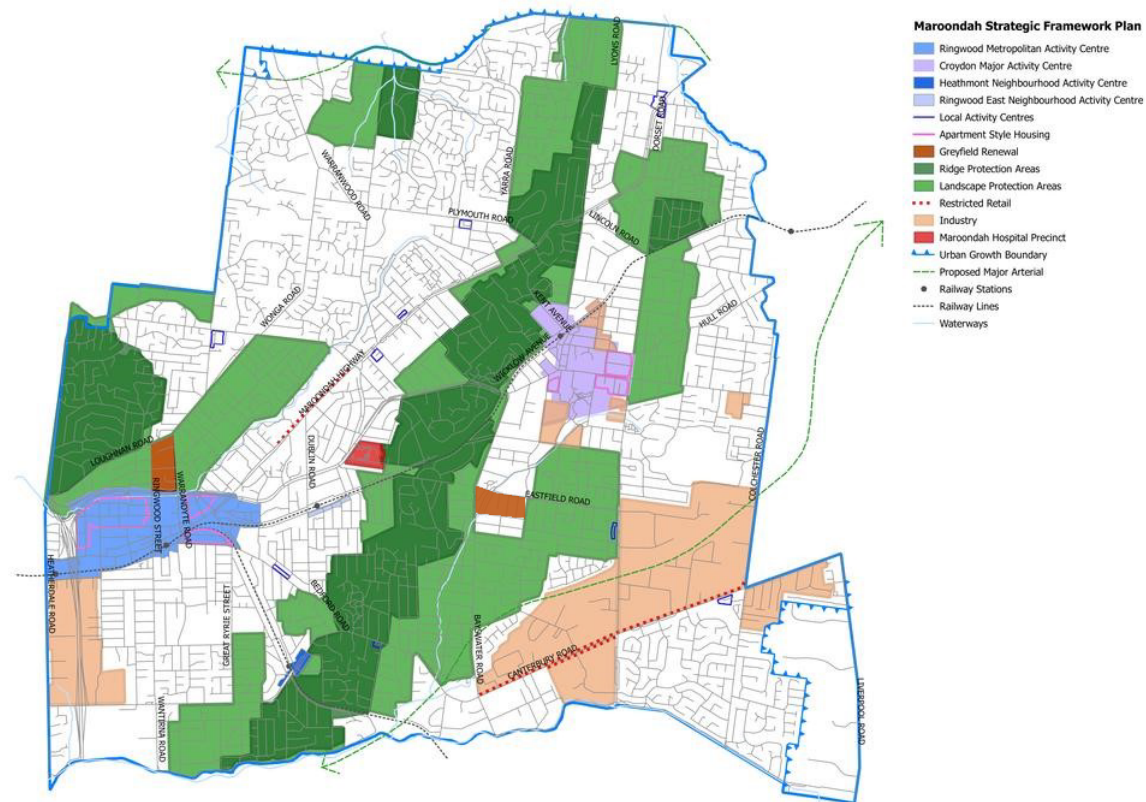 Maroondah Strategic Framework Plan
Ringwood Metropolitan Activity Centre
Croydon Major Activity Centre
Heathmont Neighbourhood Activity Centre
Ringwood East Neighbourhood Activity Centre
Local Activity Centres
Apartment Style Housing
Greyfield Renewal
Ridge Protection Areas
Landscape Protection Areas
Restricted Retail
Industry
Maroondah Hospital Precinct
Urban Growth Boundary
Proposed Major Arterial
Railway Stations
Railway Lines
Waterways
LYONS ROAD
DORSET ROAD
WARRANWOOD ROAD
YARRA ROAD
PLYMOUTH ROAD
LINCOLN ROAD
WONGA ROAD
KENT AVENUE
HULL ROAD
WICKLOW AVENUE
MAROONDAH HIGHWAY
LOUGHNAN ROAD
DUBLIN ROAD
WARRANDYTE ROAD
RINGWOOD STREET
COLCHESTER ROAD
EASTFIELD ROAD
HEATHERDALE ROAD
GREAT RYRIE STREET
BEDFORD ROAD
BAYSWATER ROAD
CANTERBURY ROAD
WANTIRNA ROAD
LIVERPOOL ROAD